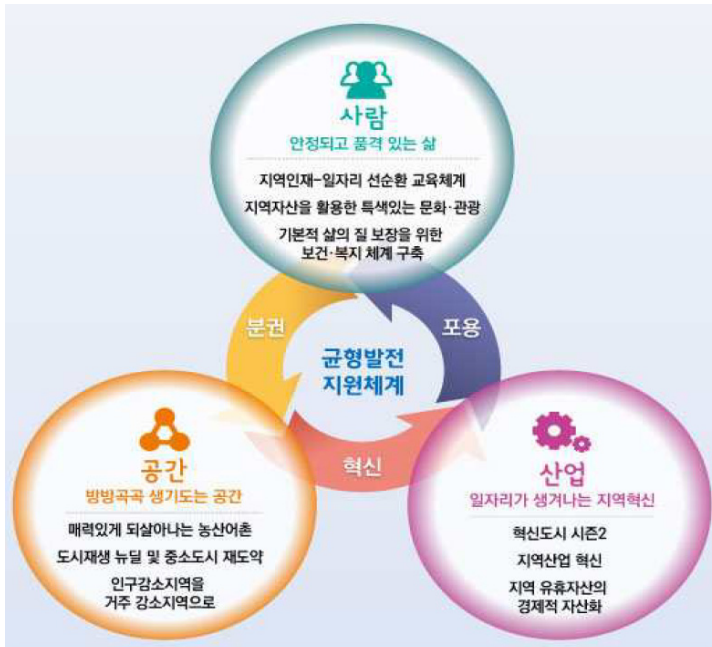 사람
안정되고 품격 있는 삶
지역인재-일자리 선순환 교육체계
지역자산을 활용한 특색있는 문화·관광
기본적 삶의 질 보장을 위한
보건·복지 체계 구축
분권
포용
균형발전
지원체계
혁신
공간
방방곡곡 생기도는 공간
매력있게 되살아나는 농산어촌
도시재생 뉴딜 및 중소도시 재도약
인구감소지역을
거주 감소지역으로
산업
일자리가 생겨나는 지역혁신
혁신도시 시즌2
지역산업 혁신
지역 유휴자산의
경제적 자산화